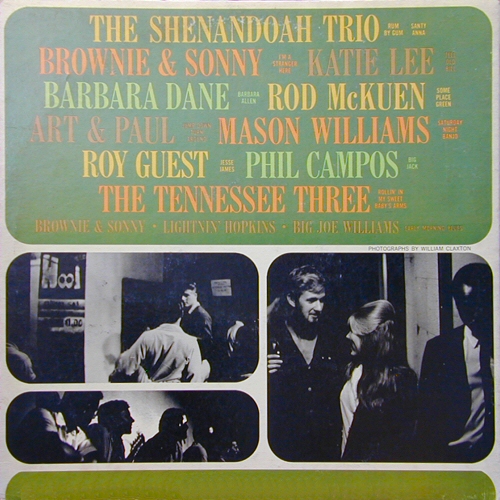 THE SHENANDOAH TRIO RUM BY GUM SANTY ANNA
BROWNIE & SONNY I'M A STRANGER HERE KATIE LEE
BARBARA DANE BARBARA ALLEN ROD McKUEN SOME PLACE GREEN
ART & PAUL MASON WILLIAMS SATURDAY NIGHT
ROY GUEST JESSE JAMES PHIL CAMPOS BIG JACK
THE TENNESSEE THREE ROLLIN' IN MY SWEET BABY'S ARMS
BROWNIE & SONNY • LIGHTNIN' HOPKINS • BIG JOE WILLIAMS
PHOTOGRAPHS BY WILLIAM CLAXTON